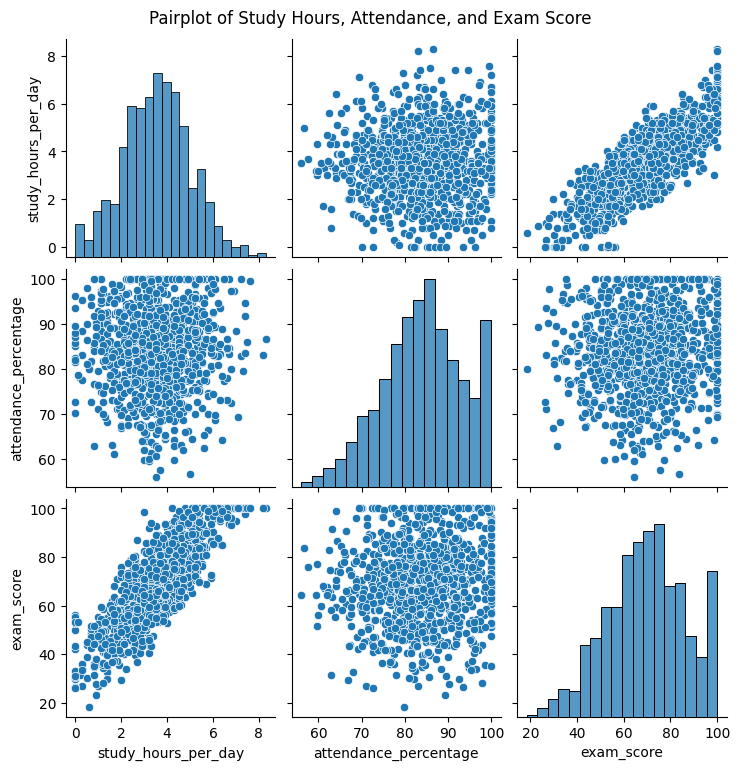 Pairplot of Study Hours, Attendance, and Exam Score
8
6
4
2
0
study_hours_per_day
100
90
80
70
60
attendance_percentage
100
80
60
40
20
exam_score
0 2 4 6 8
60 70 80 90 100
20 40 60 80 100
study_hours_per_day
attendance_percentage
exam_score